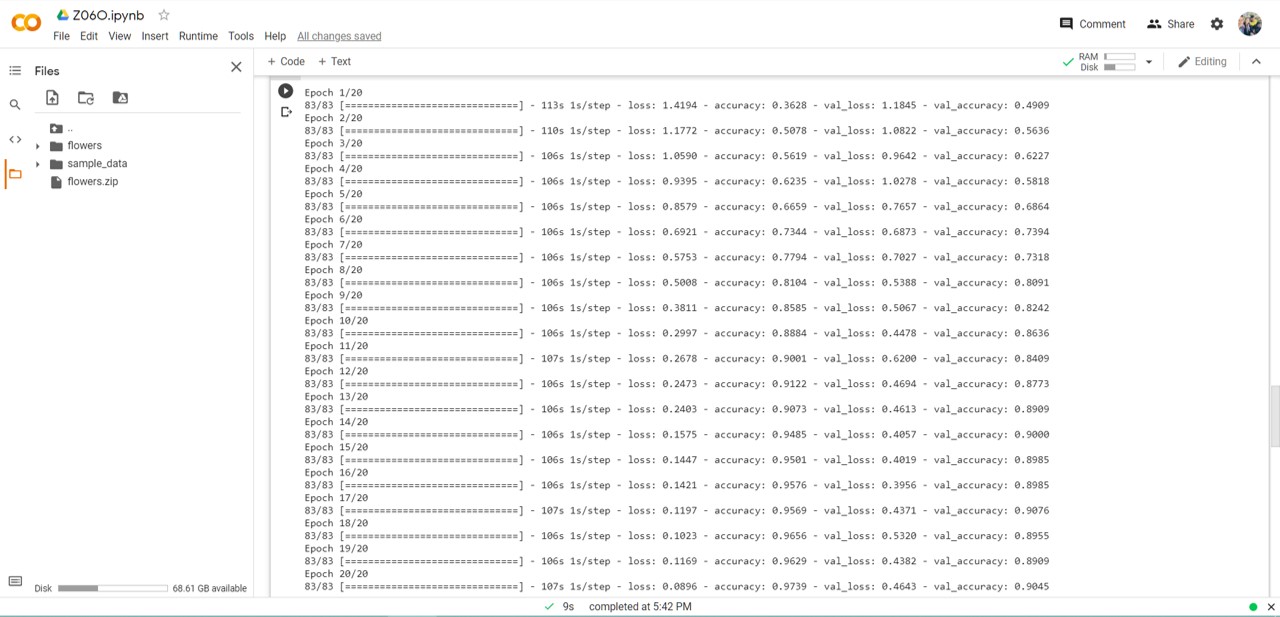 Z06O.ipynb
File Edit View Insert Runtime Tools Help All changes saved
Comment Share
Files
+ Code + Text
RAM
Disk
Editing
..
flowers
sample_data
flowers.zip
Epoch 1/20
83/83 [==============================] - 113s 1s/step - loss: 1.4194 - accuracy: 0.3628 - val_loss: 1.1845 - val_accuracy: 0.4909
Epoch 2/20
83/83 [==============================] - 110s 1s/step - loss: 1.1772 - accuracy: 0.5078 - val_loss: 1.0822 - val_accuracy: 0.5636
Epoch 3/20
83/83 [==============================] - 106s 1s/step - loss: 1.0590 - accuracy: 0.5619 - val_loss: 0.9642 - val_accuracy: 0.6227
Epoch 4/20
83/83 [==============================] - 106s 1s/step - loss: 0.9395 - accuracy: 0.6235 - val_loss: 1.0278 - val_accuracy: 0.5818
Epoch 5/20
83/83 [==============================] - 106s 1s/step - loss: 0.8579 - accuracy: 0.6659 - val_loss: 0.7657 - val_accuracy: 0.6864
Epoch 6/20
83/83 [==============================] - 106s 1s/step - loss: 0.6921 - accuracy: 0.7344 - val_loss: 0.6873 - val_accuracy: 0.7394
Epoch 7/20
83/83 [==============================] - 106s 1s/step - loss: 0.5753 - accuracy: 0.7794 - val_loss: 0.7027 - val_accuracy: 0.7318
Epoch 8/20
83/83 [==============================] - 106s 1s/step - loss: 0.5008 - accuracy: 0.8104 - val_loss: 0.5388 - val_accuracy: 0.8091
Epoch 9/20
83/83 [==============================] - 106s 1s/step - loss: 0.3811 - accuracy: 0.8585 - val_loss: 0.5067 - val_accuracy: 0.8242
Epoch 10/20
83/83 [==============================] - 106s 1s/step - loss: 0.2997 - accuracy: 0.8884 - val_loss: 0.4478 - val_accuracy: 0.8636
Epoch 11/20
83/83 [==============================] - 107s 1s/step - loss: 0.2678 - accuracy: 0.9001 - val_loss: 0.6200 - val_accuracy: 0.8409
Epoch 12/20
83/83 [==============================] - 106s 1s/step - loss: 0.2473 - accuracy: 0.9122 - val_loss: 0.4694 - val_accuracy: 0.8773
Epoch 13/20
83/83 [==============================] - 106s 1s/step - loss: 0.2403 - accuracy: 0.9073 - val_loss: 0.4613 - val_accuracy: 0.8909
Epoch 14/20
83/83 [==============================] - 106s 1s/step - loss: 0.1575 - accuracy: 0.9485 - val_loss: 0.4057 - val_accuracy: 0.9000
Epoch 15/20
83/83 [==============================] - 106s 1s/step - loss: 0.1447 - accuracy: 0.9501 - val_loss: 0.4019 - val_accuracy: 0.8985
Epoch 16/20
83/83 [==============================] - 106s 1s/step - loss: 0.1421 - accuracy: 0.9576 - val_loss: 0.3956 - val_accuracy: 0.8985
Epoch 17/20
83/83 [==============================] - 107s 1s/step - loss: 0.1197 - accuracy: 0.9569 - val_loss: 0.4371 - val_accuracy: 0.9076
Epoch 18/20
83/83 [==============================] - 106s 1s/step - loss: 0.1023 - accuracy: 0.9656 - val_loss: 0.5320 - val_accuracy: 0.8955
Epoch 19/20
83/83 [==============================] - 106s 1s/step - loss: 0.1169 - accuracy: 0.9629 - val_loss: 0.4382 - val_accuracy: 0.8909
Epoch 20/20
83/83 [==============================] - 107s 1s/step - loss: 0.0896 - accuracy: 0.9739 - val_loss: 0.4643 - val_accuracy: 0.9045
Disk 68.61 GB available
9s completed at 5:42 PM